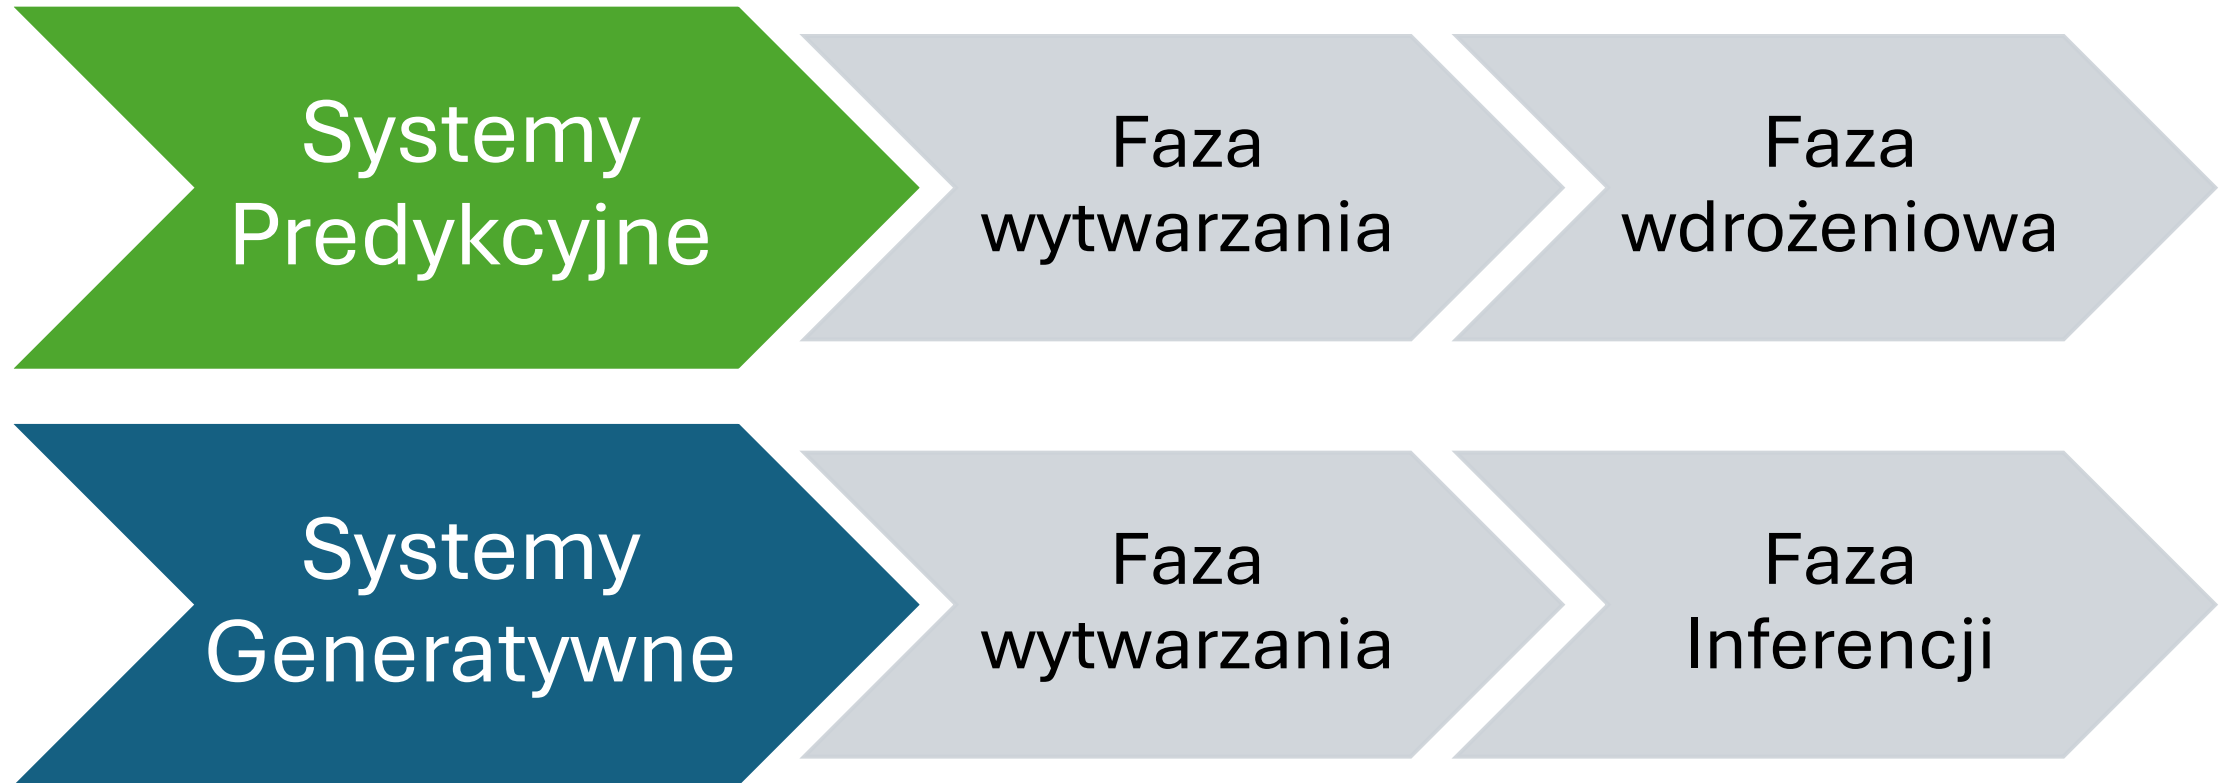 Systemy
Predykcyjne
Faza
wytwarzania
Faza
wdrożeniowa
Systemy
Generatywne
Faza
wytwarzania
Faza
Inferencji